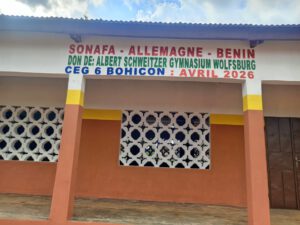 SONAFA - ALLEMAGNE - BENIN
DON DE: ALBERT SCHWEITZER GYMNASIUM WOLFSBURG
CEG 6 BOHICON : AVRIL 2026